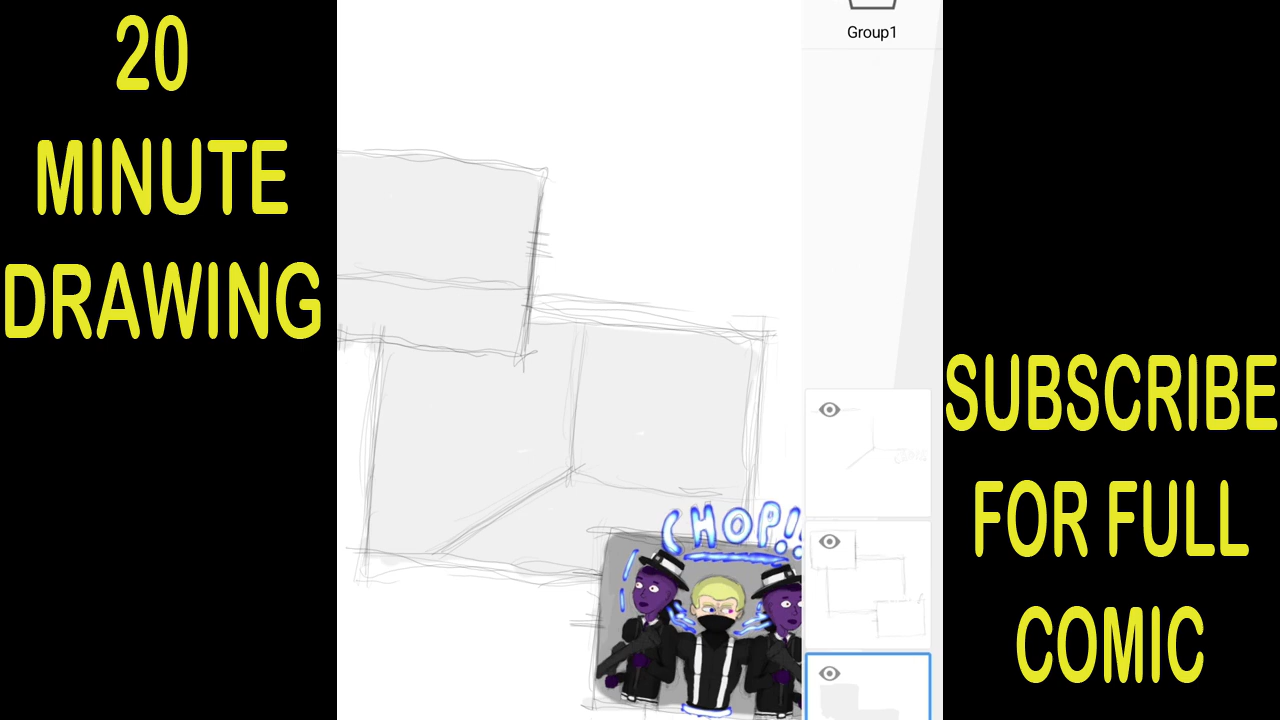 20
MINUTE
DRAWING
Group1
CHOP!!
SUBSCRIBE
FOR FULL
COMIC